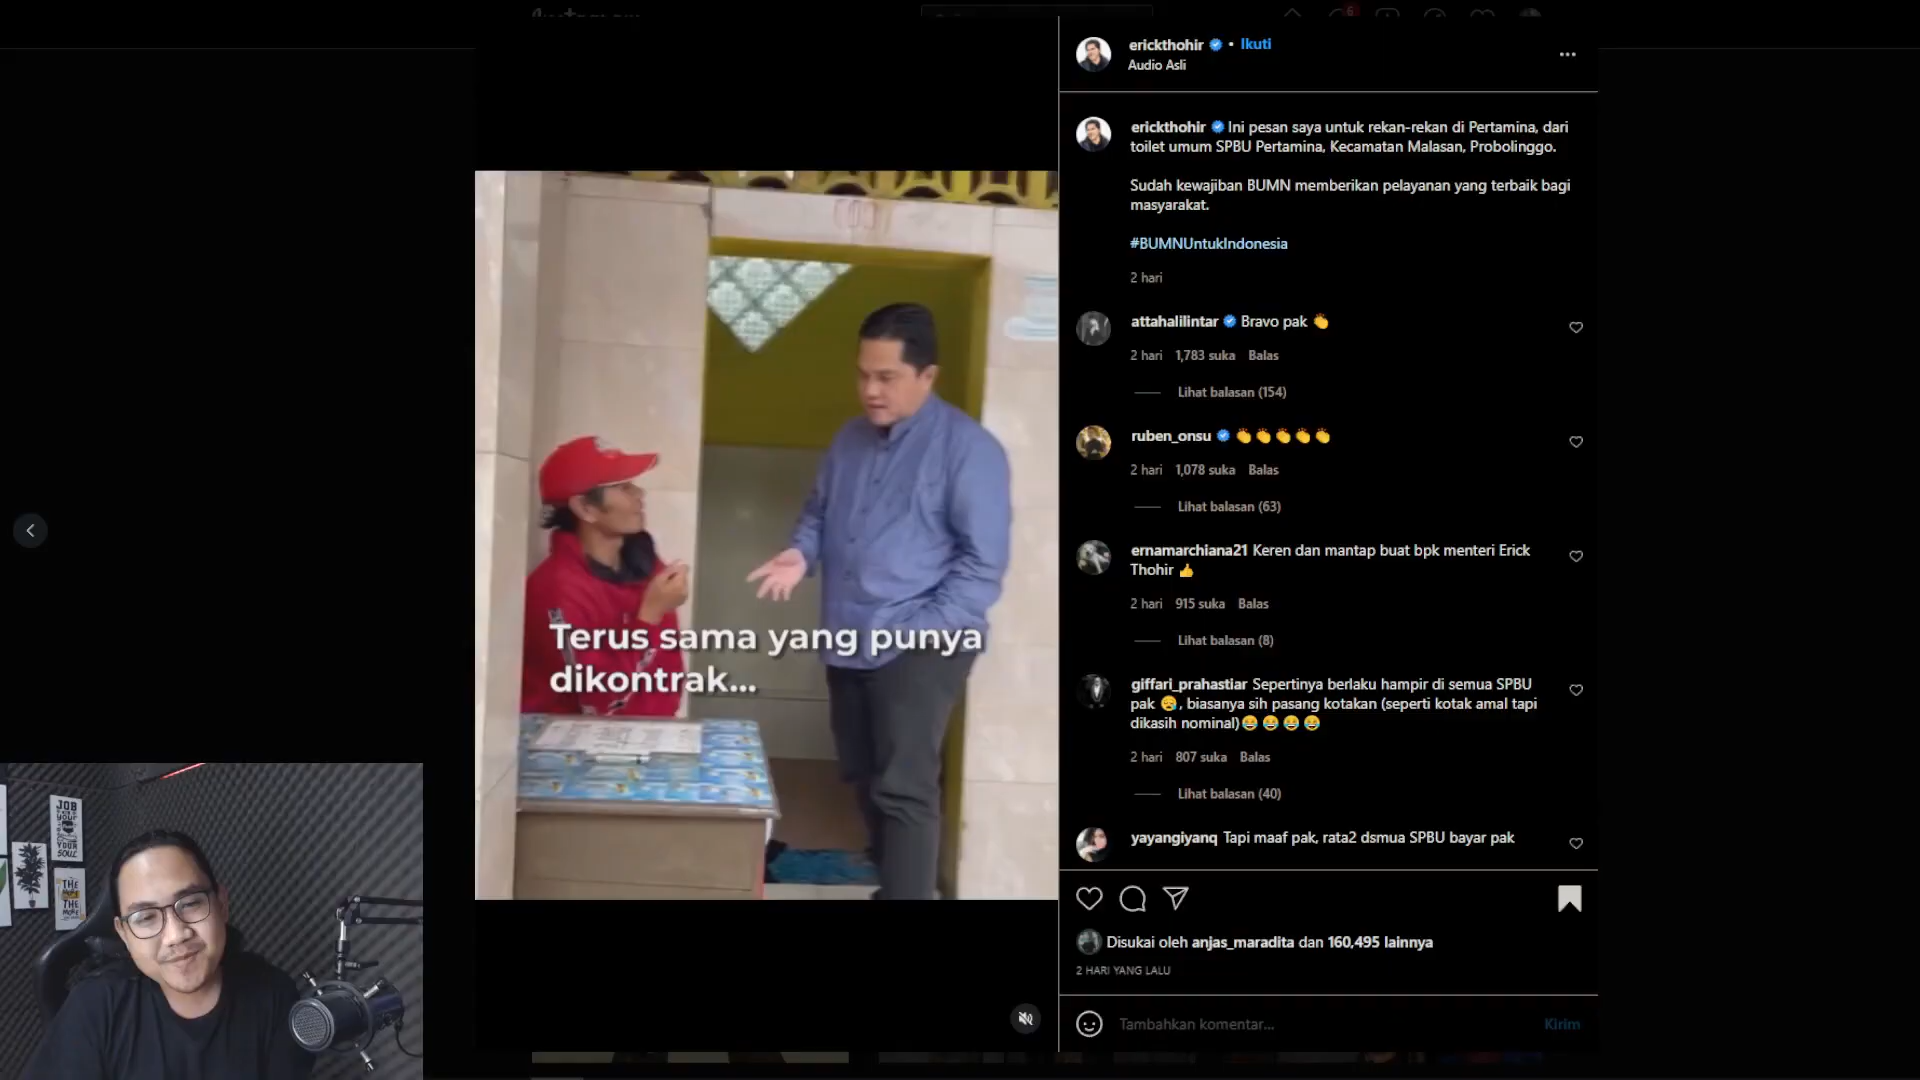 6
erickthohir • Ikuti
Audio Asli
erickthohir Ini pesan saya untuk rekan-rekan di Pertamina, dari
toilet umum SPBU Pertamina, Kecamatan Malasan, Probolinggo.
Sudah kewajiban BUMN memberikan pelayanan yang terbaik bagi
masyarakat.
#BUMNUntukIndonesia
2 hari
attahalilintar Bravo pak 👏
2 hari 1,783 suka Balas
Lihat balasan (154)
ruben_onsu 👏👏👏👏👏
2 hari 1,078 suka Balas
Lihat balasan (63)
ernamarchiana21 Keren dan mantap buat bpk menteri Erick
Thohir 👍
2 hari 915 suka Balas
Lihat balasan (8)
giffari_prahastiar Sepertinya berlaku hampir di semua SPBU
pak 😪, biasanya sih pasang kotakan (seperti kotak amal tapi
dikasih nominal)😂 😂 😂 😂
2 hari 807 suka Balas
Lihat balasan (40)
yayangiyanq Tapi maaf pak, rata2 dsmua SPBU bayar pak
Disukai oleh anjas_maradita dan 160,495 lainnya
2 HARI YANG LALU
Tambahkan komentar... Kirim
Terus sama yang punya
dikontrak...
JOB
YOUR
SOUL
THE
MORE